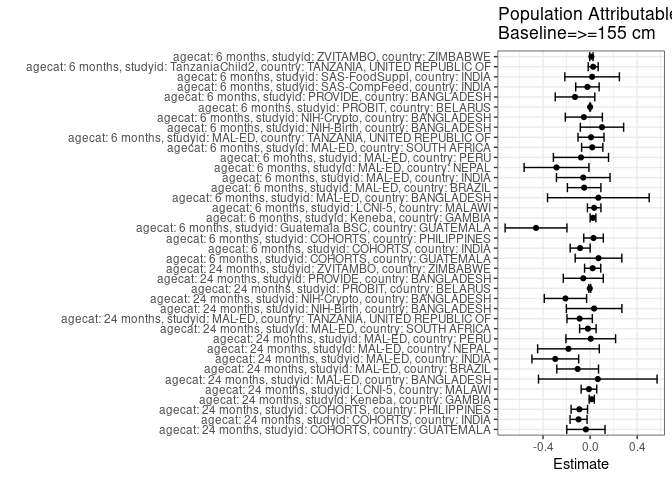 Population Attributable
Baseline=>=155 cm
agecat: 6 months, studyid: ZVITAMBO, country: ZIMBABWE
agecat: 6 months, studyid: TanzaniaChild2, country: TANZANIA, UNITED REPUBLIC OF
agecat: 6 months, studyid: SAS-FoodSuppl, country: INDIA
agecat: 6 months, studyid: SAS-CompFeed, country: INDIA
agecat: 6 months, studyid: PROVIDE, country: BANGLADESH
agecat: 6 months, studyid: PROBIT, country: BELARUS
agecat: 6 months, studyid: NIH-Crypto, country: BANGLADESH
agecat: 6 months, studyid: NIH-Birth, country: BANGLADESH
agecat: 6 months, studyid: MAL-ED, country: TANZANIA, UNITED REPUBLIC OF
agecat: 6 months, studyid: MAL-ED, country: SOUTH AFRICA
agecat: 6 months, studyid: MAL-ED, country: PERU
agecat: 6 months, studyid: MAL-ED, country: NEPAL
agecat: 6 months, studyid: MAL-ED, country: INDIA
agecat: 6 months, studyid: MAL-ED, country: BRAZIL
agecat: 6 months, studyid: MAL-ED, country: BANGLADESH
agecat: 6 months, studyid: LCNI-5, country: MALAWI
agecat: 6 months, studyid: Keneba, country: GAMBIA
agecat: 6 months, studyid: Guatemala BSC, country: GUATEMALA
agecat: 6 months, studyid: COHORTS, country: PHILIPPINES
agecat: 6 months, studyid: COHORTS, country: INDIA
agecat: 6 months, studyid: COHORTS, country: GUATEMALA
agecat: 24 months, studyid: ZVITAMBO, country: ZIMBABWE
agecat: 24 months, studyid: PROVIDE, country: BANGLADESH
agecat: 24 months, studyid: PROBIT, country: BELARUS
agecat: 24 months, studyid: NIH-Crypto, country: BANGLADESH
agecat: 24 months, studyid: NIH-Birth, country: BANGLADESH
agecat: 24 months, studyid: MAL-ED, country: TANZANIA, UNITED REPUBLIC OF
agecat: 24 months, studyid: MAL-ED, country: SOUTH AFRICA
agecat: 24 months, studyid: MAL-ED, country: PERU
agecat: 24 months, studyid: MAL-ED, country: NEPAL
agecat: 24 months, studyid: MAL-ED, country: INDIA
agecat: 24 months, studyid: MAL-ED, country: BRAZIL
agecat: 24 months, studyid: MAL-ED, country: BANGLADESH
agecat: 24 months, studyid: LCNI-5, country: MALAWI
agecat: 24 months, studyid: Keneba, country: GAMBIA
agecat: 24 months, studyid: COHORTS, country: PHILIPPINES
agecat: 24 months, studyid: COHORTS, country: INDIA
agecat: 24 months, studyid: COHORTS, country: GUATEMALA
-0.4 0.0 0.4
Estimate